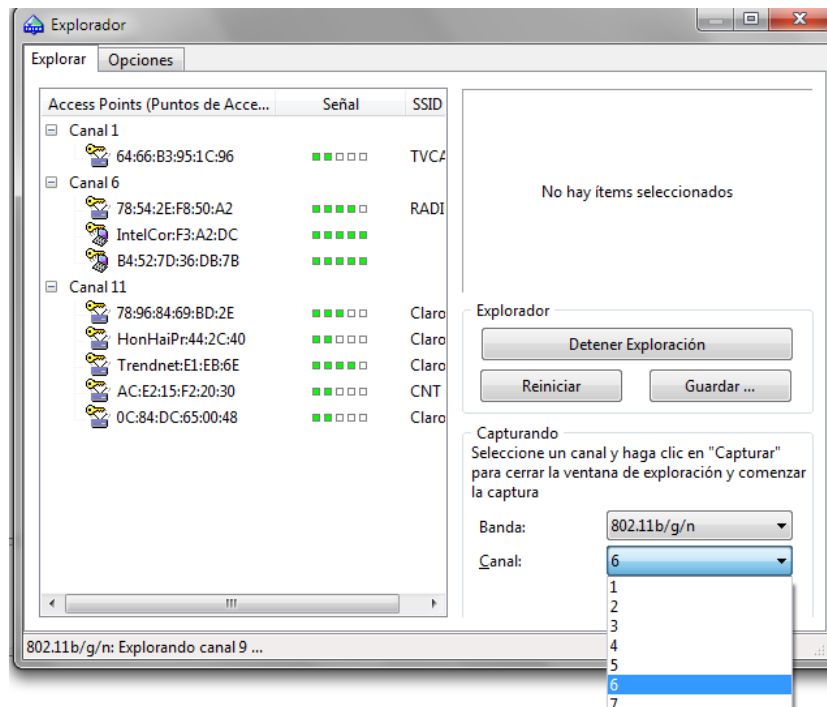 Explorador
Explorar
Opciones
Access Points (Puntos de Acce...
Señal
SSID
Canal 1
64:66:B3:95:1C:96
TVCA
Canal 6
78:54:2E:F8:50:A2
RADI
IntelCor:F3:A2:DC
B4:52:7D:36:DB:7B
Canal 11
78:96:84:69:BD:2E
Claro
HonHaiPr:44:2C:40
Claro
Trendnet:E1:EB:6E
Claro
AC:E2:15:F2:20:30
CNT
0C:84:DC:65:00:48
Claro
No hay ítems seleccionados
Explorador
Detener Exploración
Reiniciar
Guardar ...
Capturando
Seleccione un canal y haga clic en "Capturar"
para cerrar la ventana de exploración y comenzar
la captura
Banda:
802.11b/g/n
Canal:
6
1
2
3
4
5
6
7
802.11b/g/n: Explorando canal 9 ...